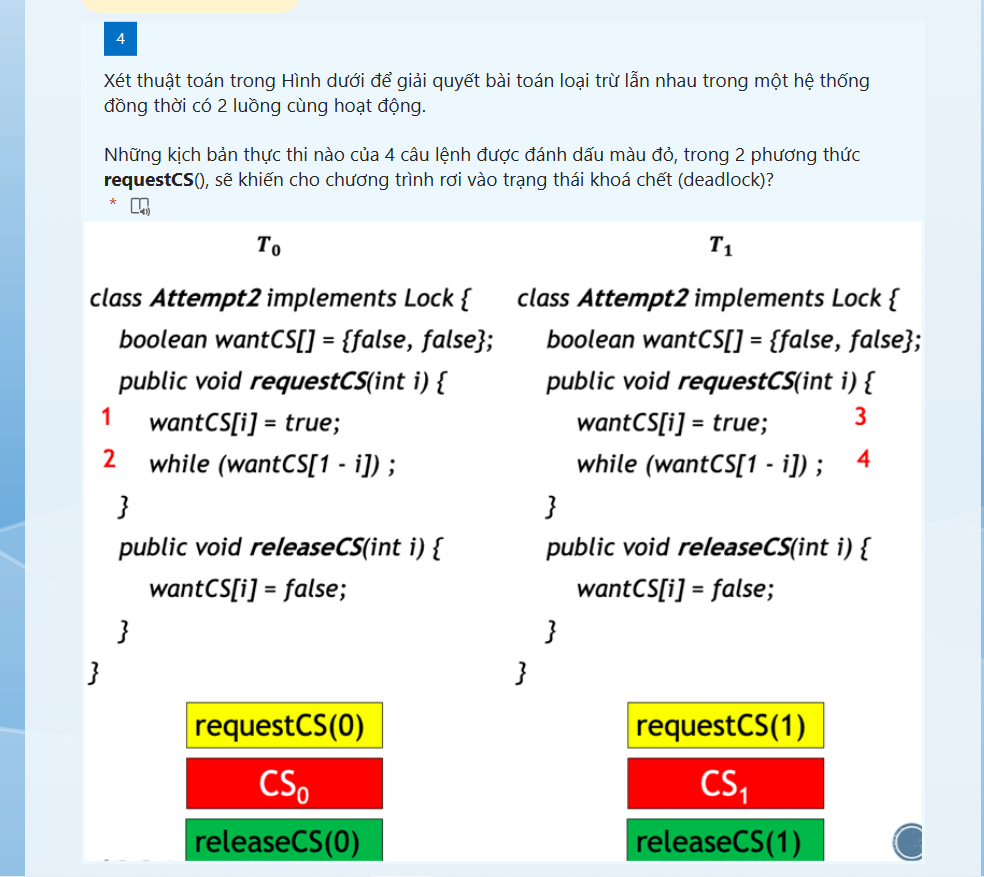 4
Xét thuật toán trong Hình dưới để giải quyết bài toán loại trừ lẫn nhau trong một hệ thống
đồng thời có 2 luồng cùng hoạt động.
Những kịch bản thực thi nào của 4 câu lệnh được đánh dấu màu đỏ, trong 2 phương thức
requestCS(), sẽ khiến cho chương trình rơi vào trạng thái khoá chết (deadlock)?
*
T0
class Attempt2 implements Lock {
boolean wantCS[] = {false, false};
public void requestCS(int i) {
1 wantCS[i] = true;
2 while (wantCS[1 - i]) ;
}
public void releaseCS(int i) {
wantCS[i] = false;
}
}
requestCS(0)
CS0
releaseCS(0)
T1
class Attempt2 implements Lock {
boolean wantCS[] = {false, false};
public void requestCS(int i) {
wantCS[i] = true; 3
while (wantCS[1 - i]) ; 4
}
public void releaseCS(int i) {
wantCS[i] = false;
}
}
requestCS(1)
CS1
releaseCS(1)